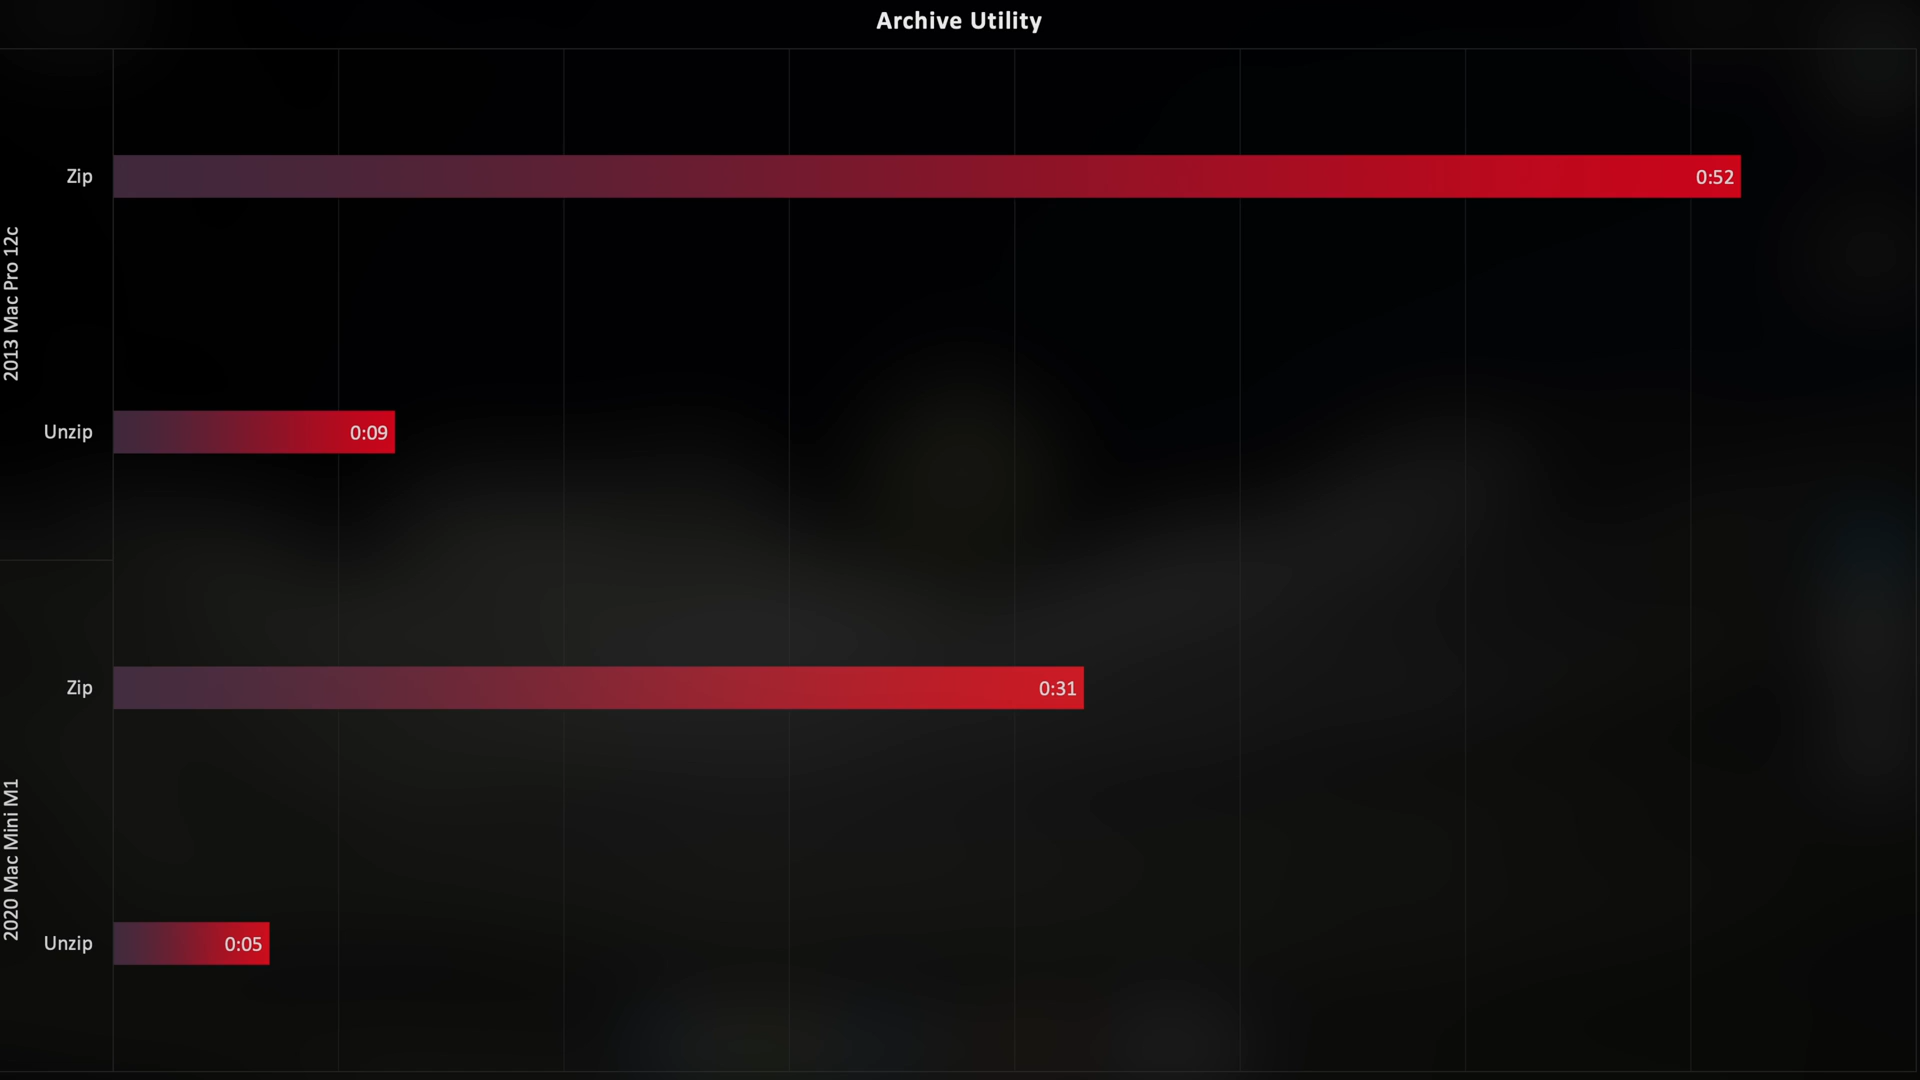 Archive Utility
2013 Mac Pro 12c
Zip
0:52
Unzip
0:09
2020 Mac Mini M1
Zip
0:31
Unzip
0:05